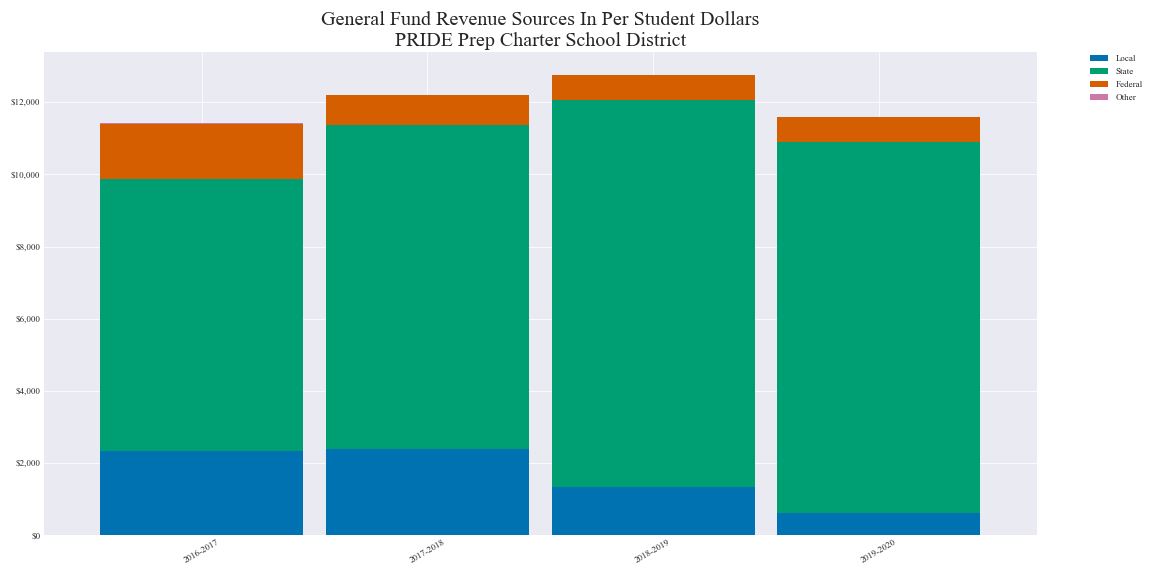 General Fund Revenue Sources In Per Student Dollars
PRIDE Prep Charter School District
Local
State
Federal
Other
$12,000
$10,000
$8,000
$6,000
$4,000
$2,000
$0
2016-2017
2017-2018
2018-2019
2019-2020